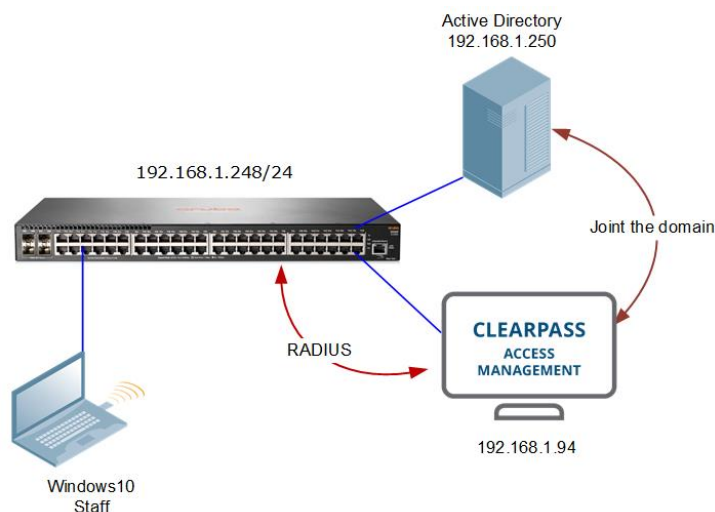 Active Directory
192.168.1.250
192.168.1.248/24
aruba
Joint the domain
RADIUS
CLEARPASS
ACCESS
MANAGEMENT
192.168.1.94
Windows10
Staff